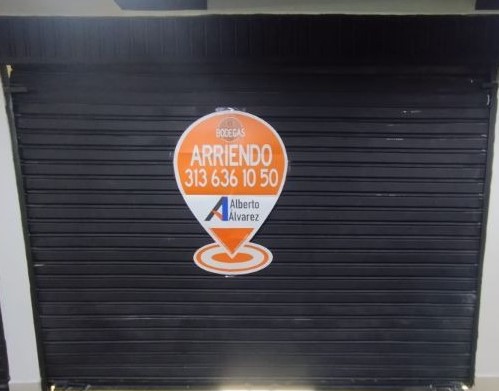 BODEGAS
ARRIENDO
313 636 10 50
Alberto
Álvarez